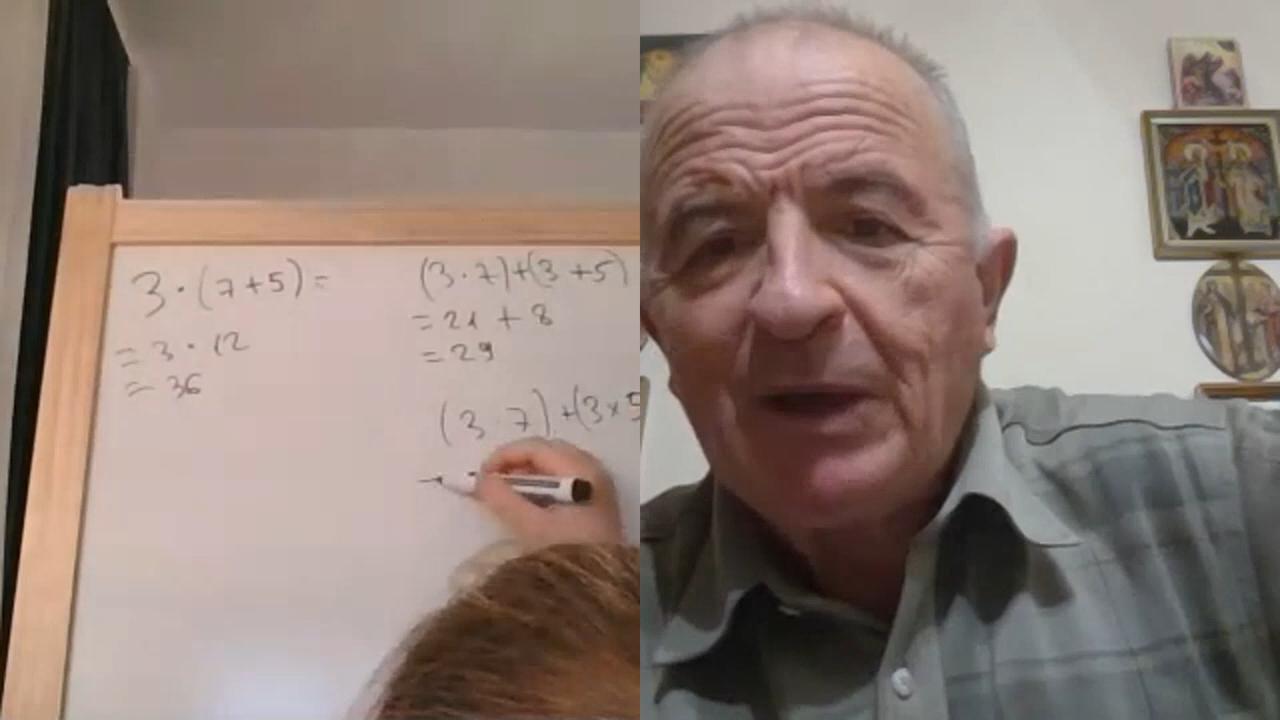 3 · (7+5) =
= 3 · 12
= 36
(3 · 7)+(3 +5)
= 21 + 8
= 29
(3 · 7) +(3 × 5